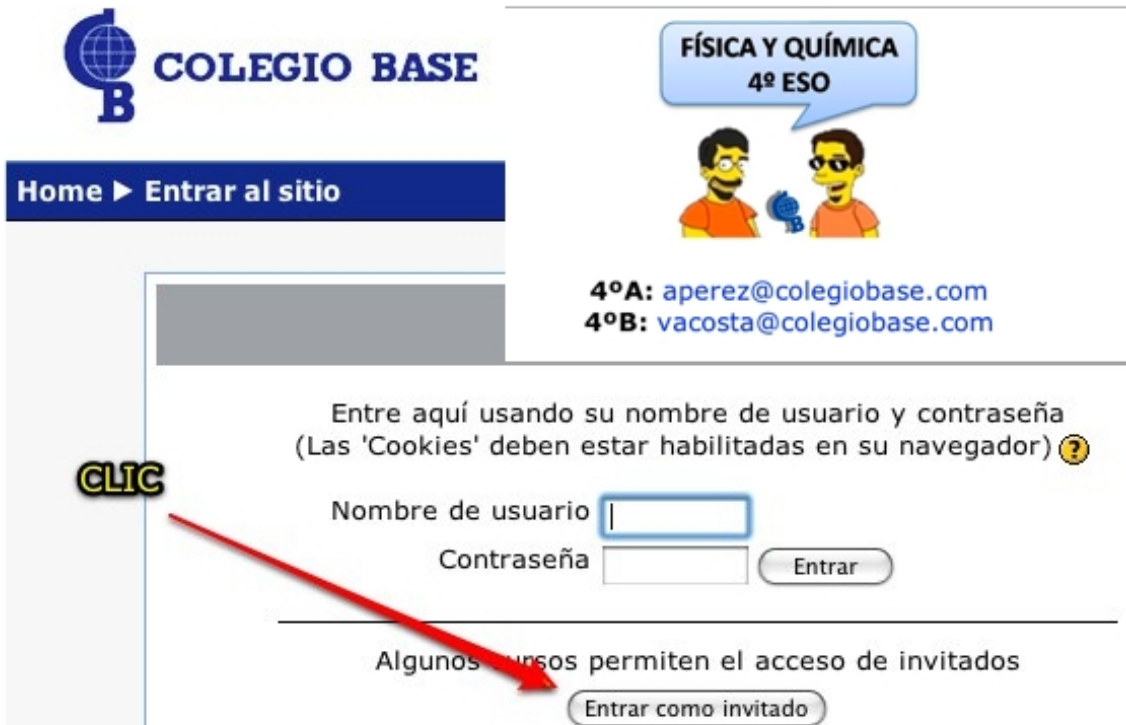 COLEGIO BASE
B
FÍSICA Y QUÍMICA
4º ESO
B
Home ▶ Entrar al sitio
4ºA: aperez@colegiobase.com
4ºB: vacosta@colegiobase.com
Entre aquí usando su nombre de usuario y contraseña
(Las 'Cookies' deben estar habilitadas en su navegador) ?
CLIC
Nombre de usuario
Contraseña Entrar
Algunos cursos permiten el acceso de invitados
Entrar como invitado